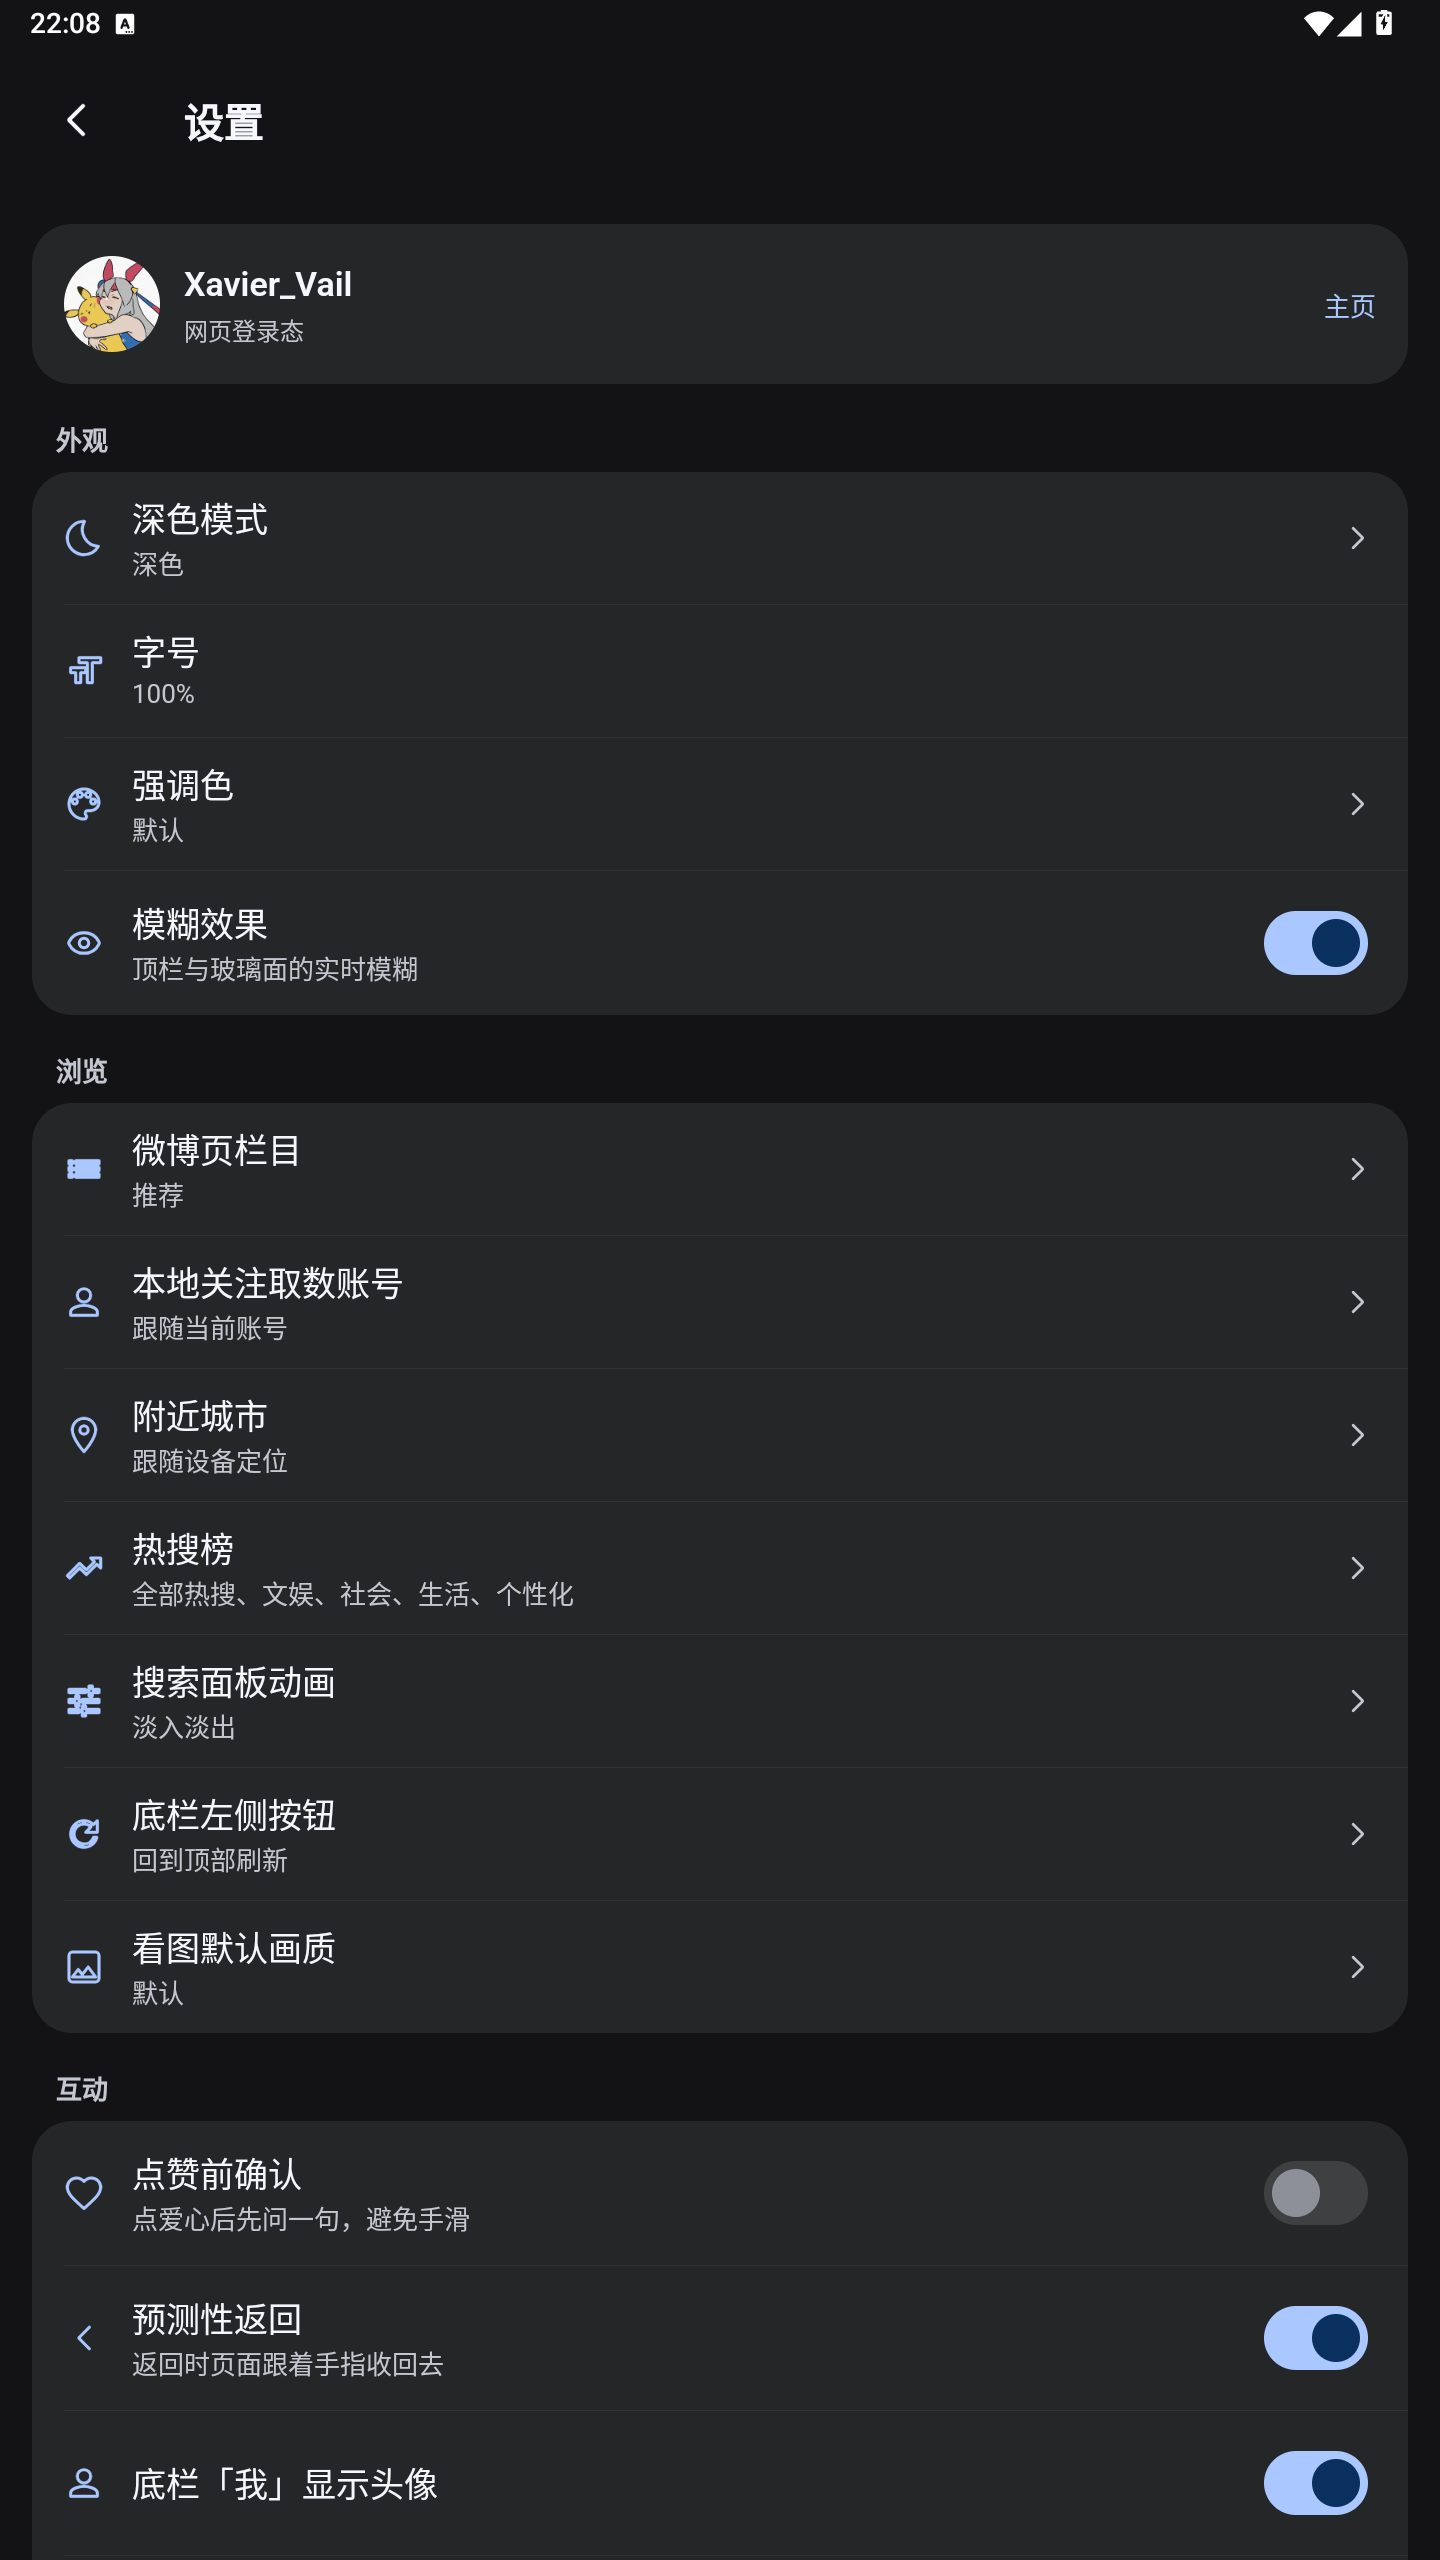 22:08
设置
Xavier_Vail
网页登录态
主页
外观
深色模式
深色
字号
100%
强调色
默认
模糊效果
顶栏与玻璃面的实时模糊
浏览
微博页栏目
推荐
本地关注取数账号
跟随当前账号
附近城市
跟随设备定位
热搜榜
全部热搜、文娱、社会、生活、个性化
搜索面板动画
淡入淡出
底栏左侧按钮
回到顶部刷新
看图默认画质
默认
互动
点赞前确认
点爱心后先问一句，避免手滑
预测性返回
返回时页面跟着手指收回去
底栏「我」显示头像